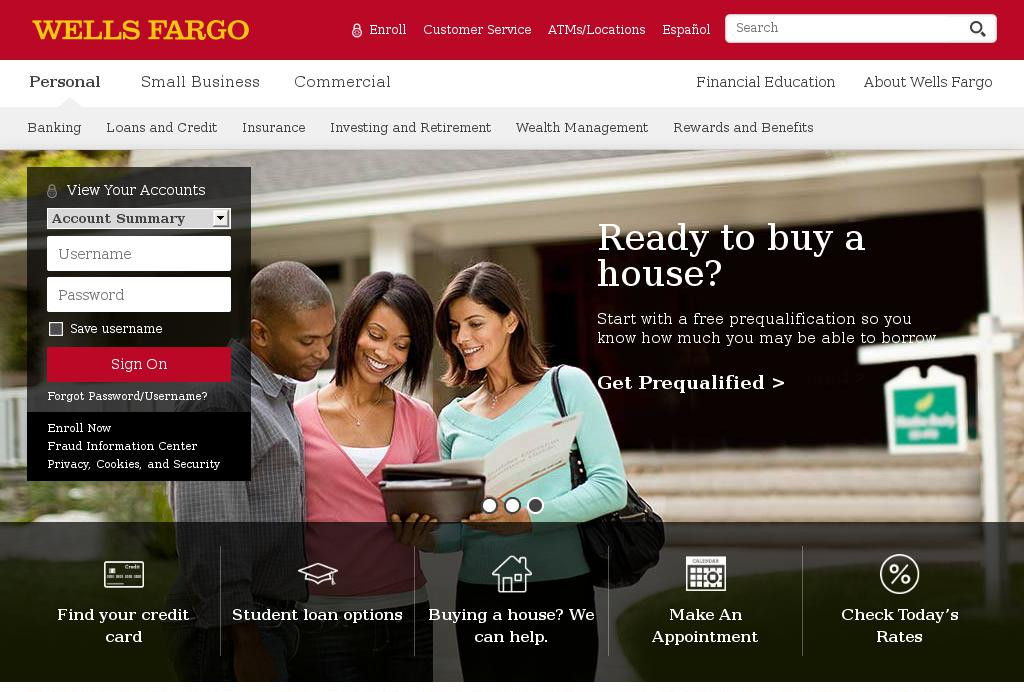 WELLS FARGO
Enroll Customer Service ATMs/Locations Español Search
Personal Small Business Commercial Financial Education About Wells Fargo
Banking Loans and Credit Insurance Investing and Retirement Wealth Management Rewards and Benefits
View Your Accounts
Account Summary
Username
Password
Save username
Sign On
Forgot Password/Username?
Enroll Now
Fraud Information Center
Privacy, Cookies, and Security
Ready to buy a
house?
Start with a free prequalification so you
know how much you may be able to borrow
Get Prequalified >
Credit
CALENDAR
Find your credit
card
Student loan options
Buying a house? We
can help.
Make An
Appointment
Check Today's
Rates